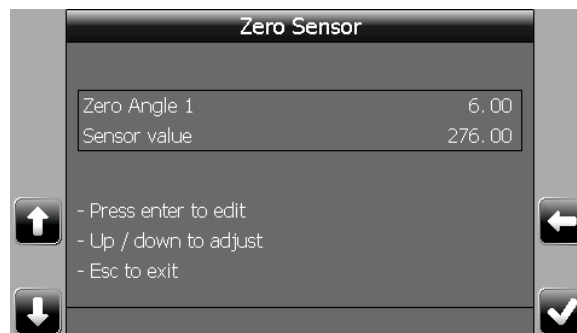 Zero Sensor
Zero Angle 1 6.00
Sensor value 276.00
- Press enter to edit
- Up / down to adjust
- Esc to exit